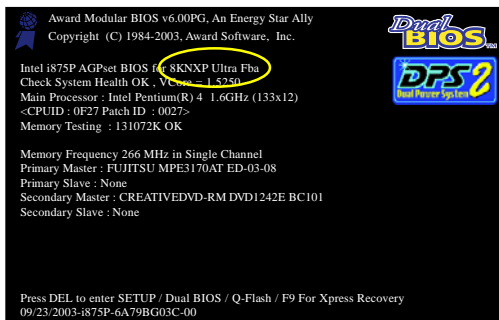 Award Modular BIOS v6.00PG, An Energy Star Ally
Copyright (C) 1984-2003, Award Software, Inc.
Dual
BIOS
TM
Intel i875P AGPset BIOS for 8KNXP Ultra Fba
Check System Health OK , VCore = 1.5250
Main Processor : Intel Pentium(R) 4 1.6GHz (133x12)
<CPUID : 0F27 Patch ID : 0027>
Memory Testing : 131072K OK
DPS2
Dual Power System
Memory Frequency 266 MHz in Single Channel
Primary Master : FUJITSU MPE3170AT ED-03-08
Primary Slave : None
Secondary Master : CREATIVEDVD-RM DVD1242E BC101
Secondary Slave : None
Press DEL to enter SETUP / Dual BIOS / Q-Flash / F9 For Xpress Recovery
09/23/2003-i875P-6A79BG03C-00